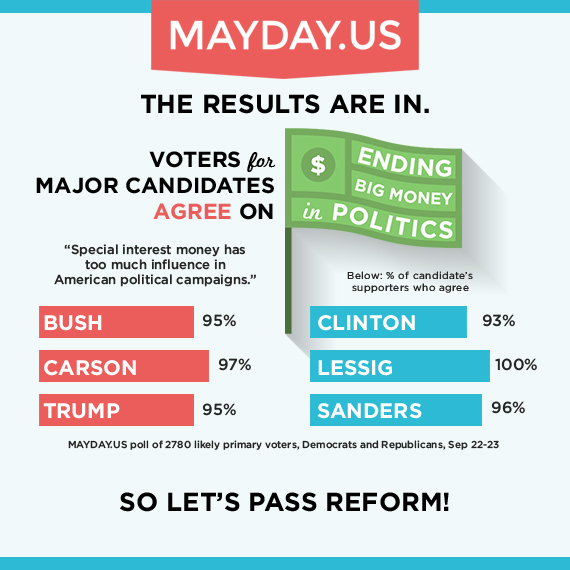 MAYDAY.US
THE RESULTS ARE IN.
VOTERS for
MAJOR CANDIDATES
AGREE ON
$
ENDING
BIG MONEY
in POLITICS
“Special interest money has
too much influence in
American political campaigns.”
Below: % of candidate’s
supporters who agree
BUSH 95%
CARSON 97%
TRUMP 95%
CLINTON 93%
LESSIG 100%
SANDERS 96%
MAYDAY.US poll of 2780 likely primary voters, Democrats and Republicans, Sep 22-23
SO LET’S PASS REFORM!